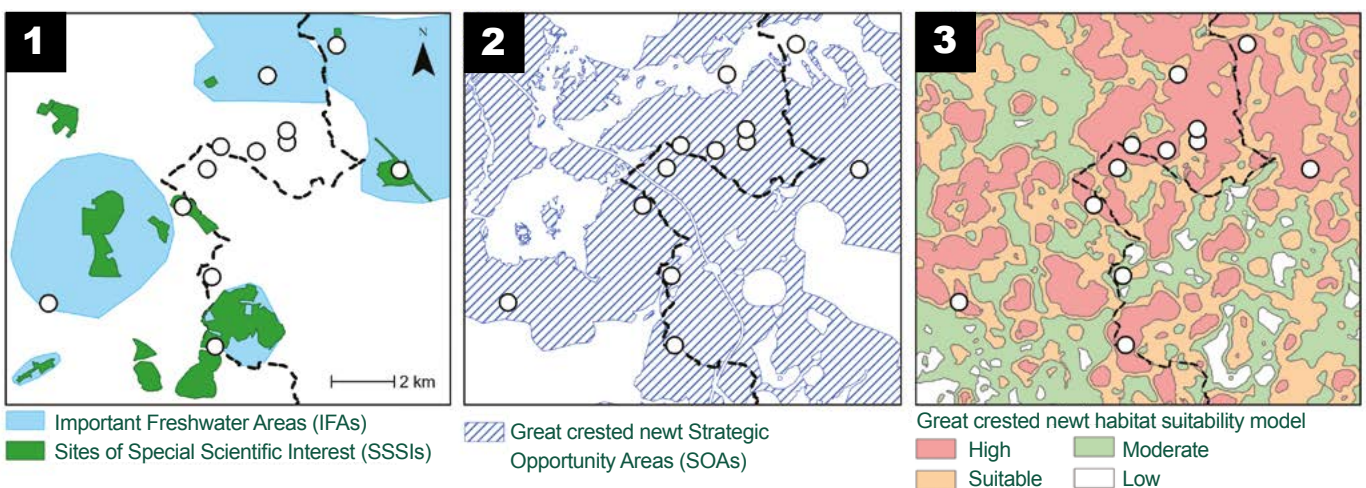 1
2
3
N
2 km
Important Freshwater Areas (IFAs)
Sites of Special Scientific Interest (SSSIs)
Great crested newt Strategic
Opportunity Areas (SOAs)
Great crested newt habitat suitability model
High
Moderate
Suitable
Low